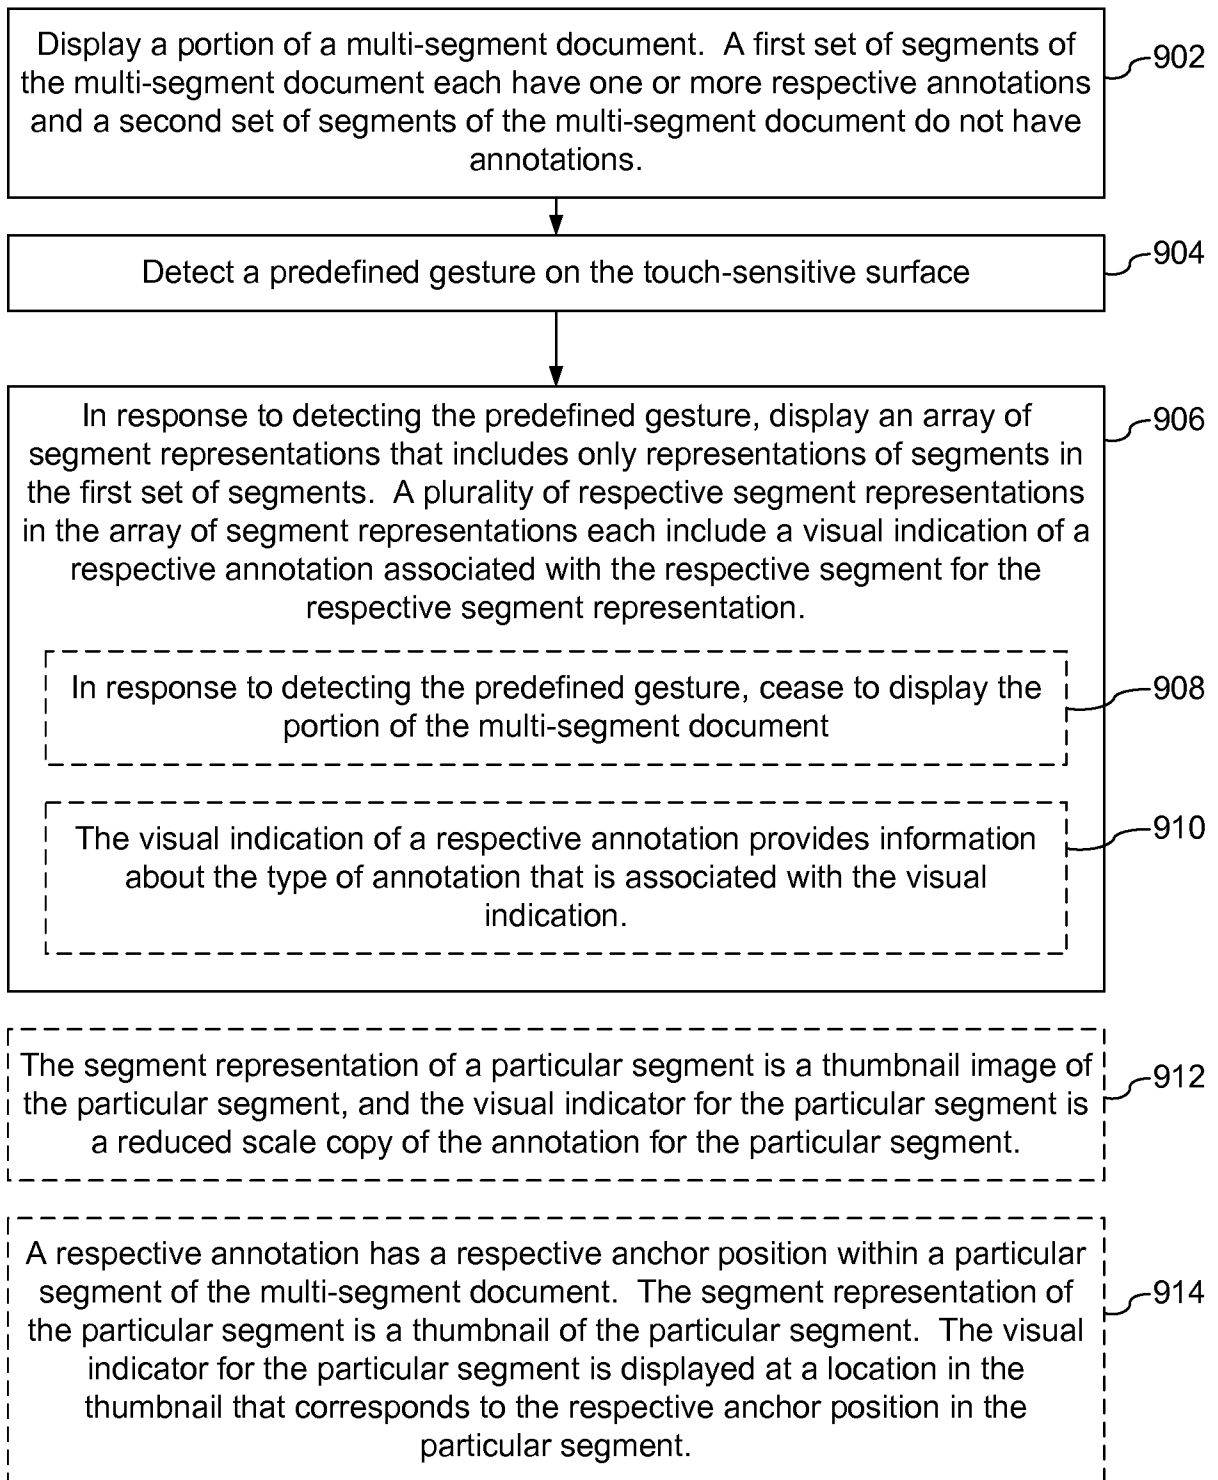 Display a portion of a multi-segment document.  A first set of segments of
the multi-segment document each have one or more respective annotations
and a second set of segments of the multi-segment document do not have
annotations.
902
Detect a predefined gesture on the touch-sensitive surface
904
In response to detecting the predefined gesture, display an array of
segment representations that includes only representations of segments in
the first set of segments.  A plurality of respective segment representations
in the array of segment representations each include a visual indication of a
respective annotation associated with the respective segment for the
respective segment representation.
906
In response to detecting the predefined gesture, cease to display the
portion of the multi-segment document
908
The visual indication of a respective annotation provides information
about the type of annotation that is associated with the visual
indication.
910
The segment representation of a particular segment is a thumbnail image of
the particular segment, and the visual indicator for the particular segment is
a reduced scale copy of the annotation for the particular segment.
912
A respective annotation has a respective anchor position within a particular
segment of the multi-segment document.  The segment representation of
the particular segment is a thumbnail of the particular segment.  The visual
indicator for the particular segment is displayed at a location in the
thumbnail that corresponds to the respective anchor position in the
particular segment.
914